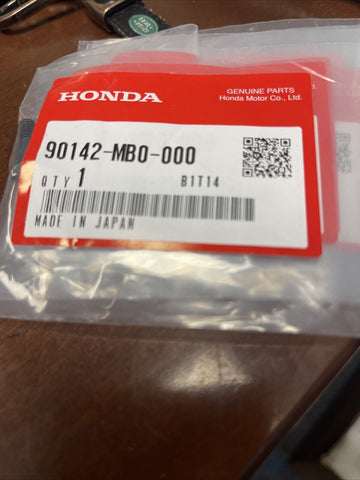 HONDA
GENUINE PARTS
Honda Motor Co., Ltd.
90142-MB0-000
QTY 1 B1T14
MADE IN JAPAN